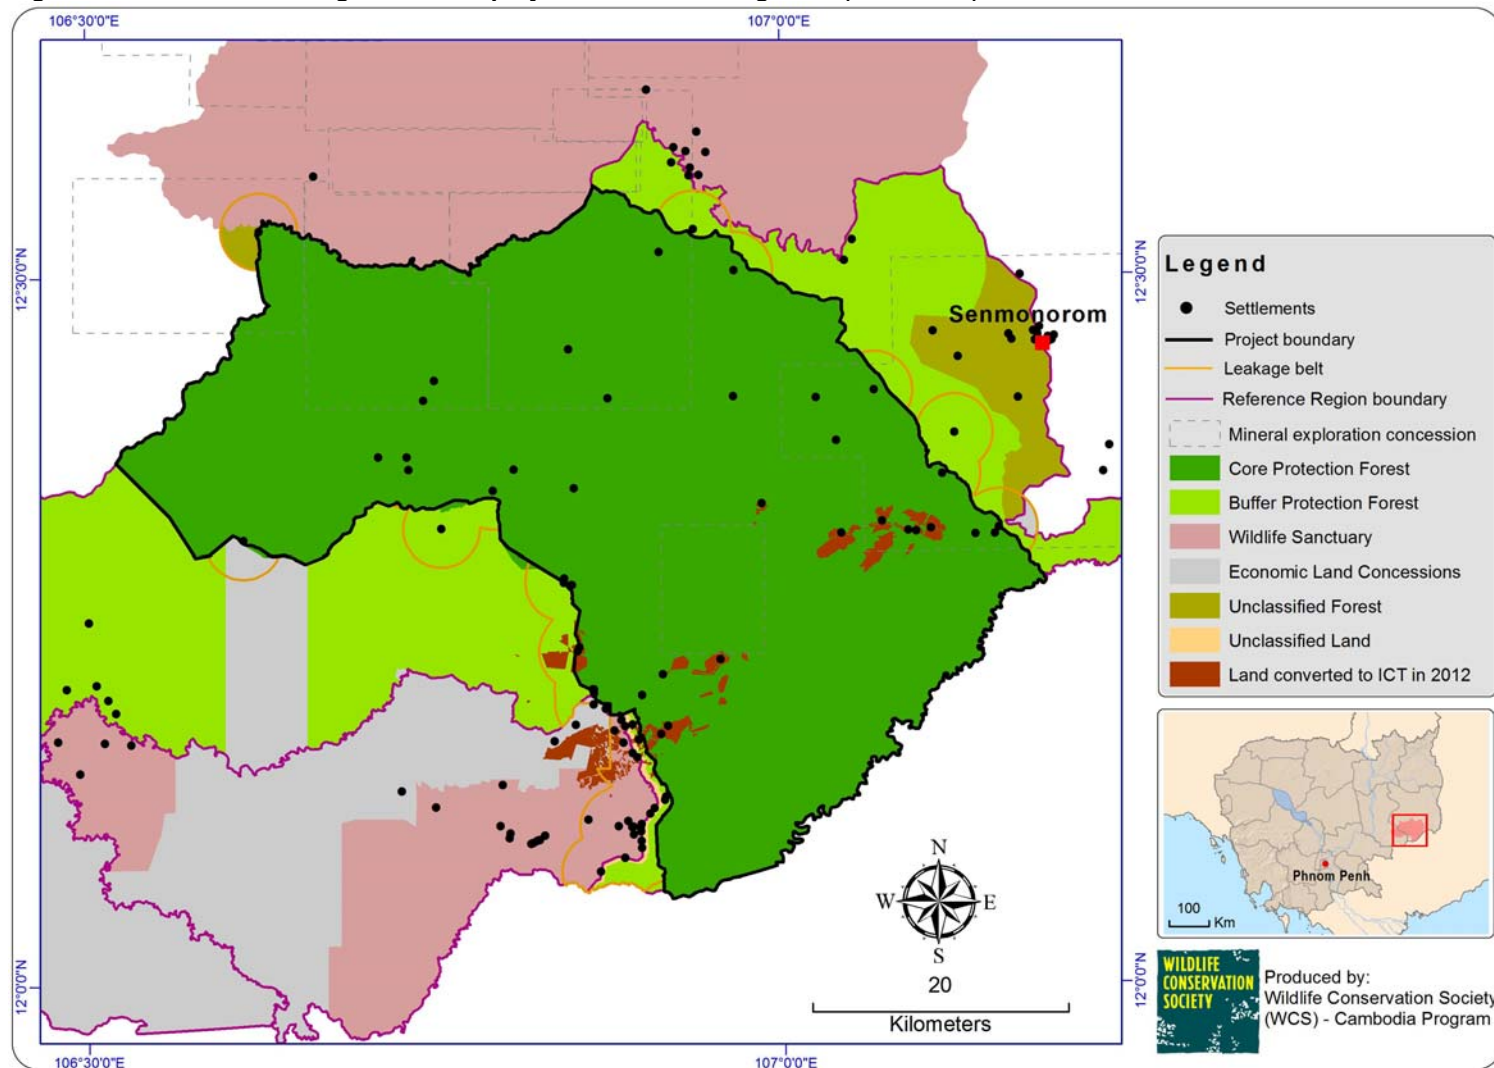 106°30'0"E
107°0'0"E
12°30'0"N
12°30'0"N
Senmonorom
Legend
Settlements
Project boundary
Leakage belt
Reference Region boundary
Mineral exploration concession
Core Protection Forest
Buffer Protection Forest
Wildlife Sanctuary
Economic Land Concessions
Unclassified Forest
Unclassified Land
Land converted to ICT in 2012
Phnom Penh
100
Km
N
W
E
S
20
Kilometers
12°0'0"N
12°0'0"N
WILDLIFE
CONSERVATION
SOCIETY
Produced by:
Wildlife Conservation Society
(WCS) - Cambodia Program
106°30'0"E
107°0'0"E